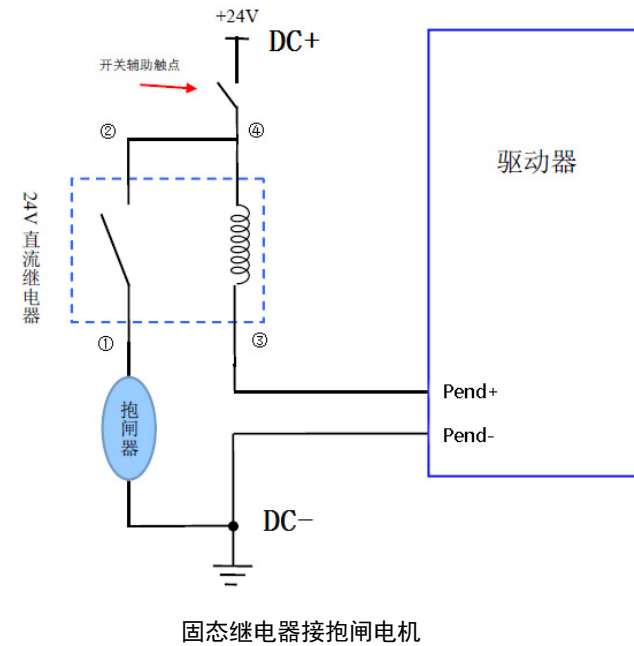 +24V
DC+
开关辅助触点
② ④
驱动器
24V 直流继电器
① ③
Pend+
抱闸器
Pend-
DC-
固态继电器接抱闸电机